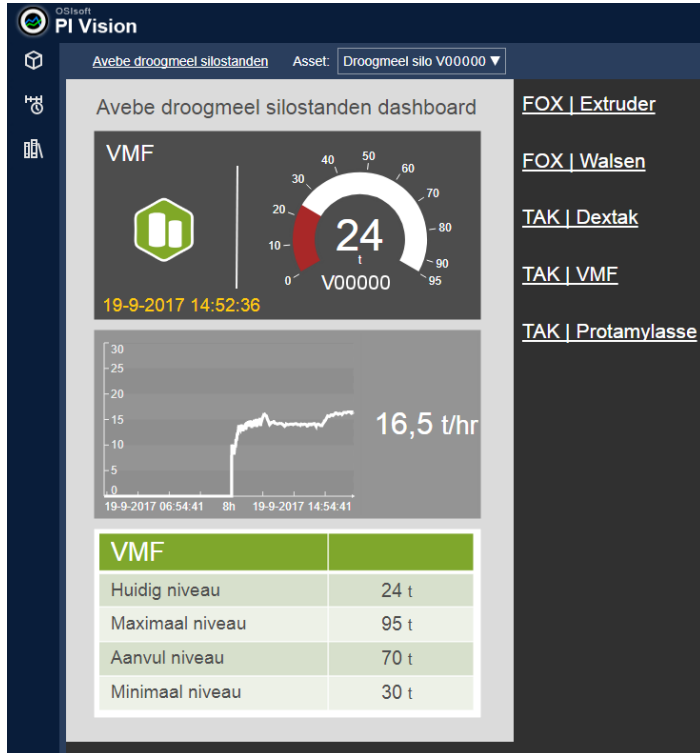 OSIsoft
PI Vision
Avebe droogmeel silostanden Asset: Droogmeel silo V00000 ▼
Avebe droogmeel silostanden dashboard
VMF
0
10
20
30
40
50
60
70
80
90
95
24
t
V00000
19-9-2017 14:52:36
30
25
20
15
10
5
0
19-9-2017 06:54:41 8h 19-9-2017 14:54:41
16,5 t/hr
VMF
Huidig niveau 24 t
Maximaal niveau 95 t
Aanvul niveau 70 t
Minimaal niveau 30 t
FOX | Extruder
FOX | Walsen
TAK | Dextak
TAK | VMF
TAK | Protamylasse